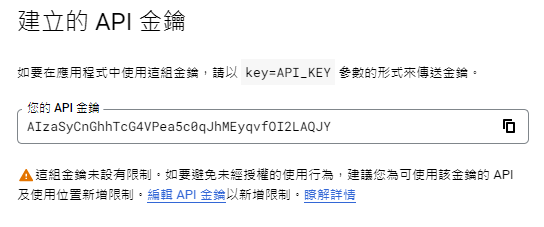 建立的 API 金鑰
如要在應用程式中使用這組金鑰，請以 key=API_KEY 參數的形式來傳送金鑰。
您的 API 金鑰
AIzaSyCnGhhTcG4VPea5c0qJhMEyqvfOI2LAQJY
這組金鑰未設有限制。如要避免未經授權的使用行為，建議您為可使用該金鑰的 API
及使用位置新增限制。編輯 API 金鑰以新增限制。瞭解詳情